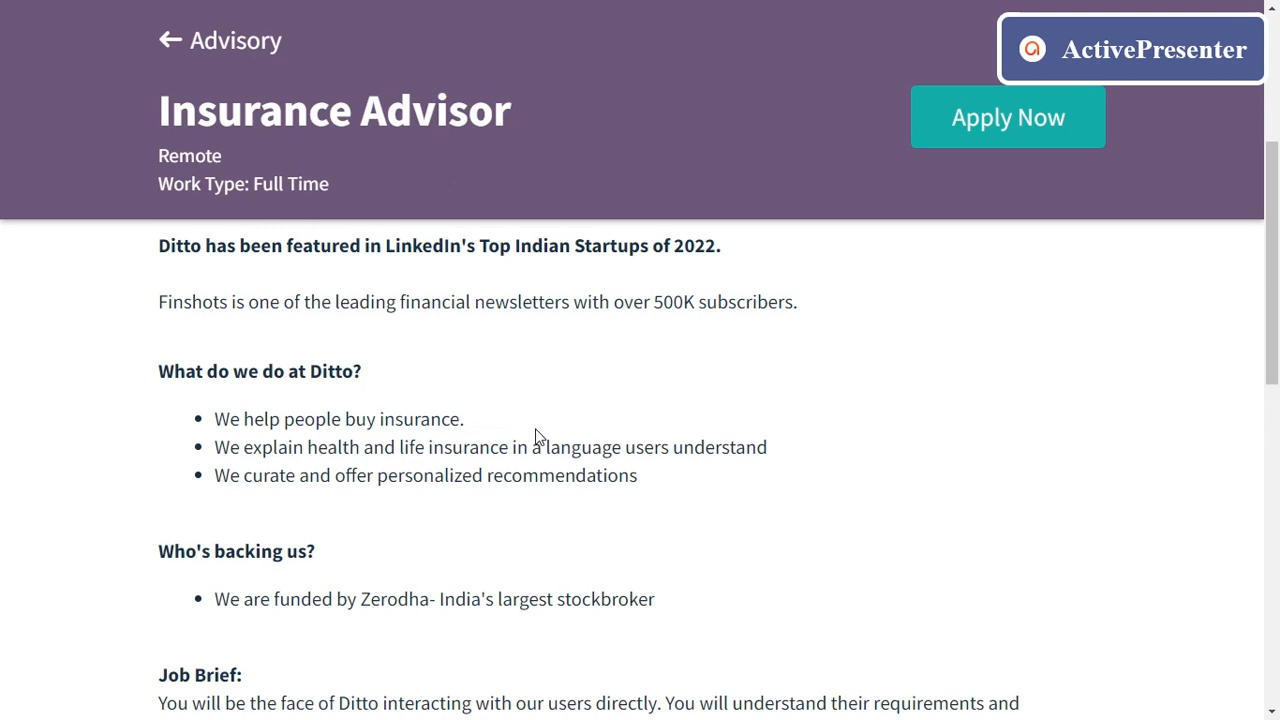 ← Advisory
ActivePresenter
Insurance Advisor
Apply Now
Remote
Work Type: Full Time
Ditto has been featured in LinkedIn's Top Indian Startups of 2022.
Finshots is one of the leading financial newsletters with over 500K subscribers.
What do we do at Ditto?
• We help people buy insurance.
• We explain health and life insurance in a language users understand
• We curate and offer personalized recommendations
Who's backing us?
• We are funded by Zerodha- India's largest stockbroker
Job Brief:
You will be the face of Ditto interacting with our users directly. You will understand their requirements and